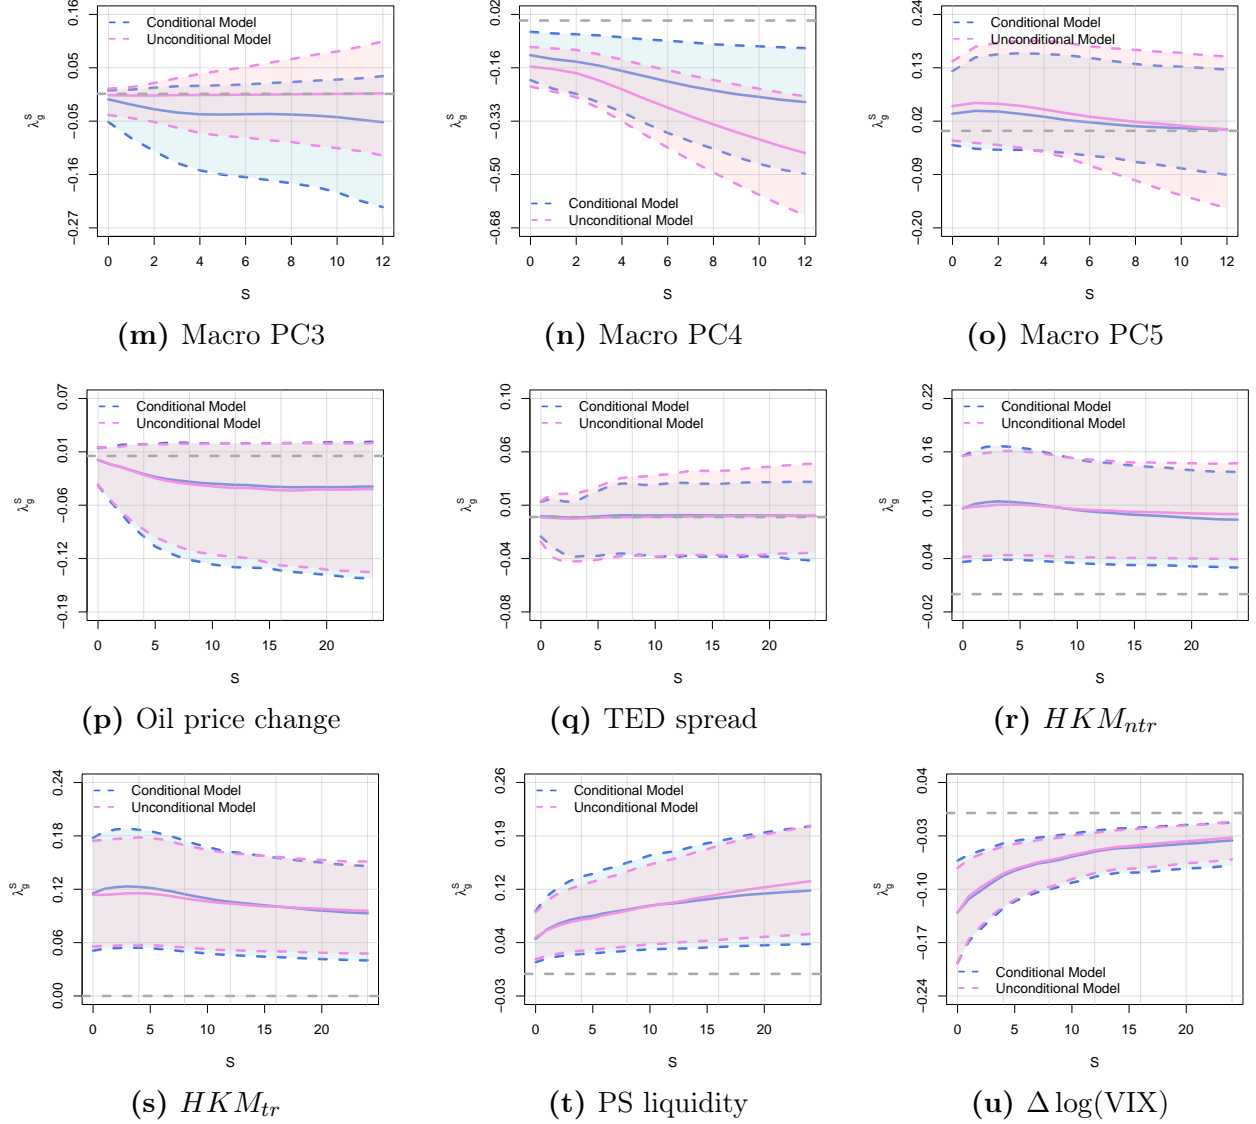 0.16
0.05
−0.05
−0.16
−0.27
λ_g^S
Conditional Model
Unconditional Model
0 2 4 6 8 10 12
S
(m) Macro PC3
0.02
−0.16
−0.33
−0.50
−0.68
λ_g^S
Conditional Model
Unconditional Model
0 2 4 6 8 10 12
S
(n) Macro PC4
0.24
0.13
0.02
−0.09
−0.20
λ_g^S
Conditional Model
Unconditional Model
0 2 4 6 8 10 12
S
(o) Macro PC5
0.07
0.01
−0.06
−0.12
−0.19
λ_g^S
Conditional Model
Unconditional Model
0 5 10 15 20
S
(p) Oil price change
0.10
0.06
0.01
−0.04
−0.08
λ_g^S
Conditional Model
Unconditional Model
0 5 10 15 20
S
(q) TED spread
0.22
0.16
0.10
0.04
−0.02
λ_g^S
Conditional Model
Unconditional Model
0 5 10 15 20
S
(r) HKM_ntr
0.24
0.18
0.12
0.06
0.00
λ_g^S
Conditional Model
Unconditional Model
0 5 10 15 20
S
(s) HKM_tr
0.26
0.19
0.12
0.04
−0.03
λ_g^S
Conditional Model
Unconditional Model
0 5 10 15 20
S
(t) PS liquidity
0.04
−0.03
−0.10
−0.17
−0.24
λ_g^S
Conditional Model
Unconditional Model
0 5 10 15 20
S
(u) Δ log(VIX)